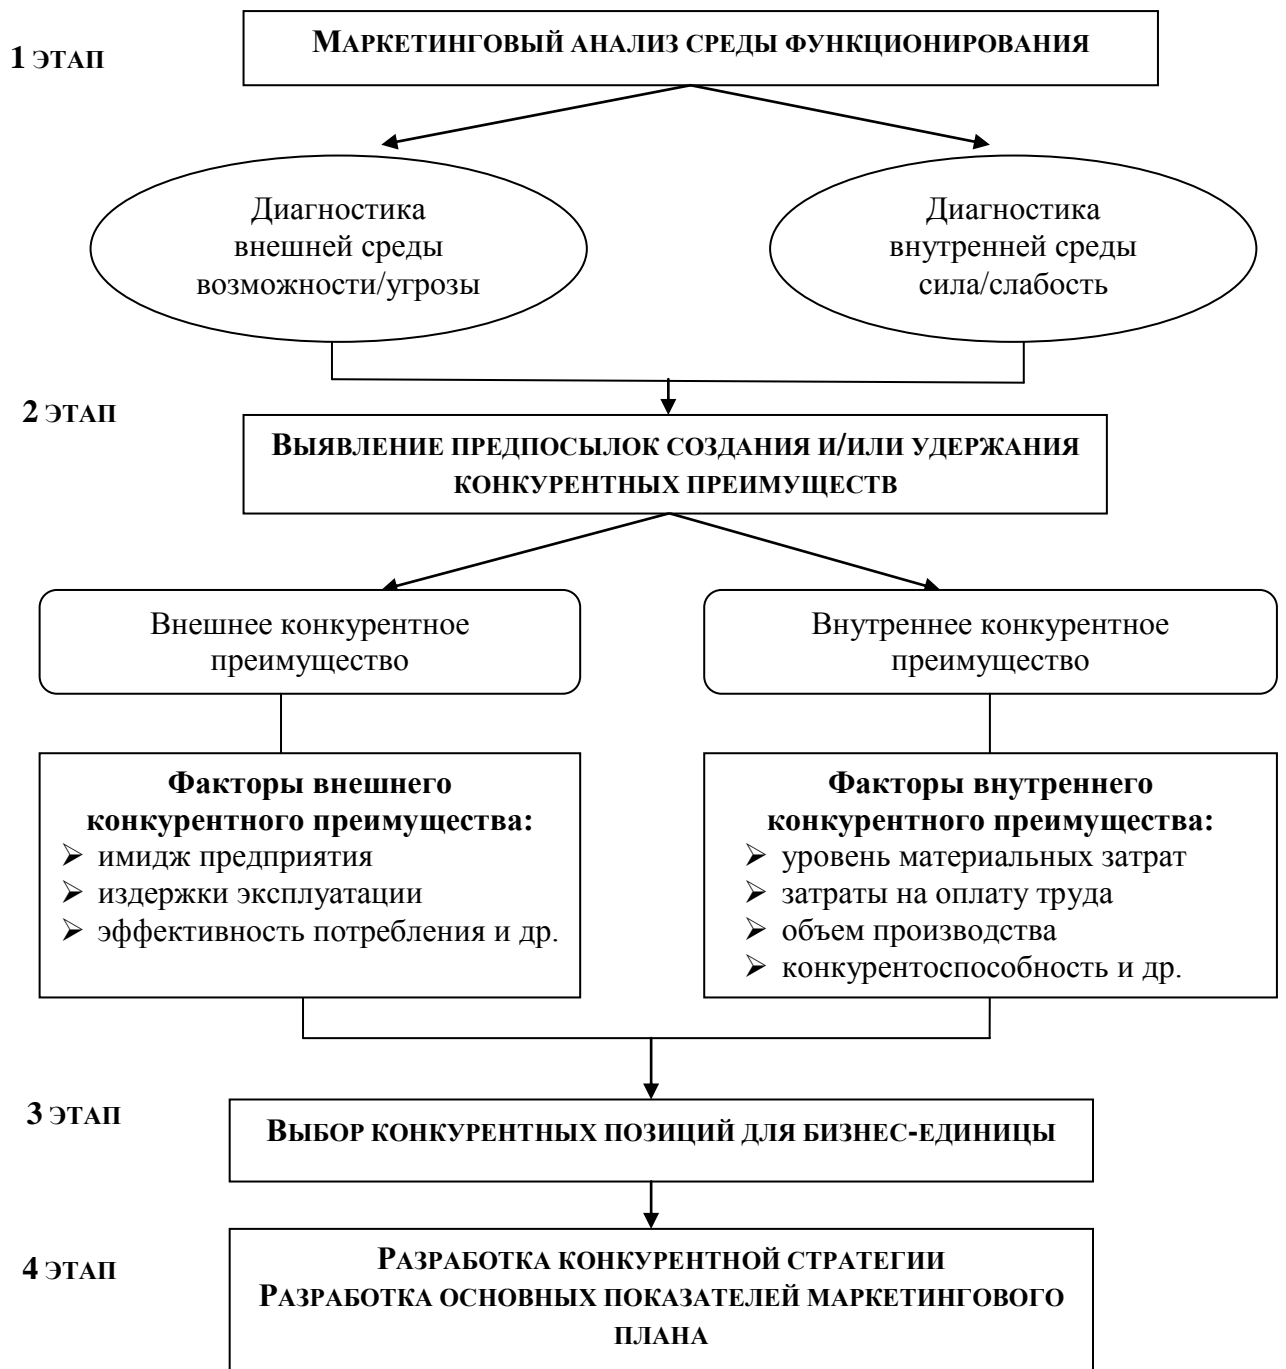 1 ЭТАП
МАРКЕТИНГОВЫЙ АНАЛИЗ СРЕДЫ ФУНКЦИОНИРОВАНИЯ
Диагностика
внешней среды
возможности/угрозы
Диагностика
внутренней среды
сила/слабость
2 ЭТАП
ВЫЯВЛЕНИЕ ПРЕДПОСЫЛОК СОЗДАНИЯ И/ИЛИ УДЕРЖАНИЯ
КОНКУРЕНТНЫХ ПРЕИМУЩЕСТВ
Внешнее конкурентное
преимущество
Внутреннее конкурентное
преимущество
Факторы внешнего
конкурентного преимущества:
➢ имидж предприятия
➢ издержки эксплуатации
➢ эффективность потребления и др.
Факторы внутреннего
конкурентного преимущества:
➢ уровень материальных затрат
➢ затраты на оплату труда
➢ объем производства
➢ конкурентоспособность и др.
3 ЭТАП
ВЫБОР КОНКУРЕНТНЫХ ПОЗИЦИЙ ДЛЯ БИЗНЕС-ЕДИНИЦЫ
4 ЭТАП
РАЗРАБОТКА КОНКУРЕНТНОЙ СТРАТЕГИИ
РАЗРАБОТКА ОСНОВНЫХ ПОКАЗАТЕЛЕЙ МАРКЕТИНГОВОГО
ПЛАНА